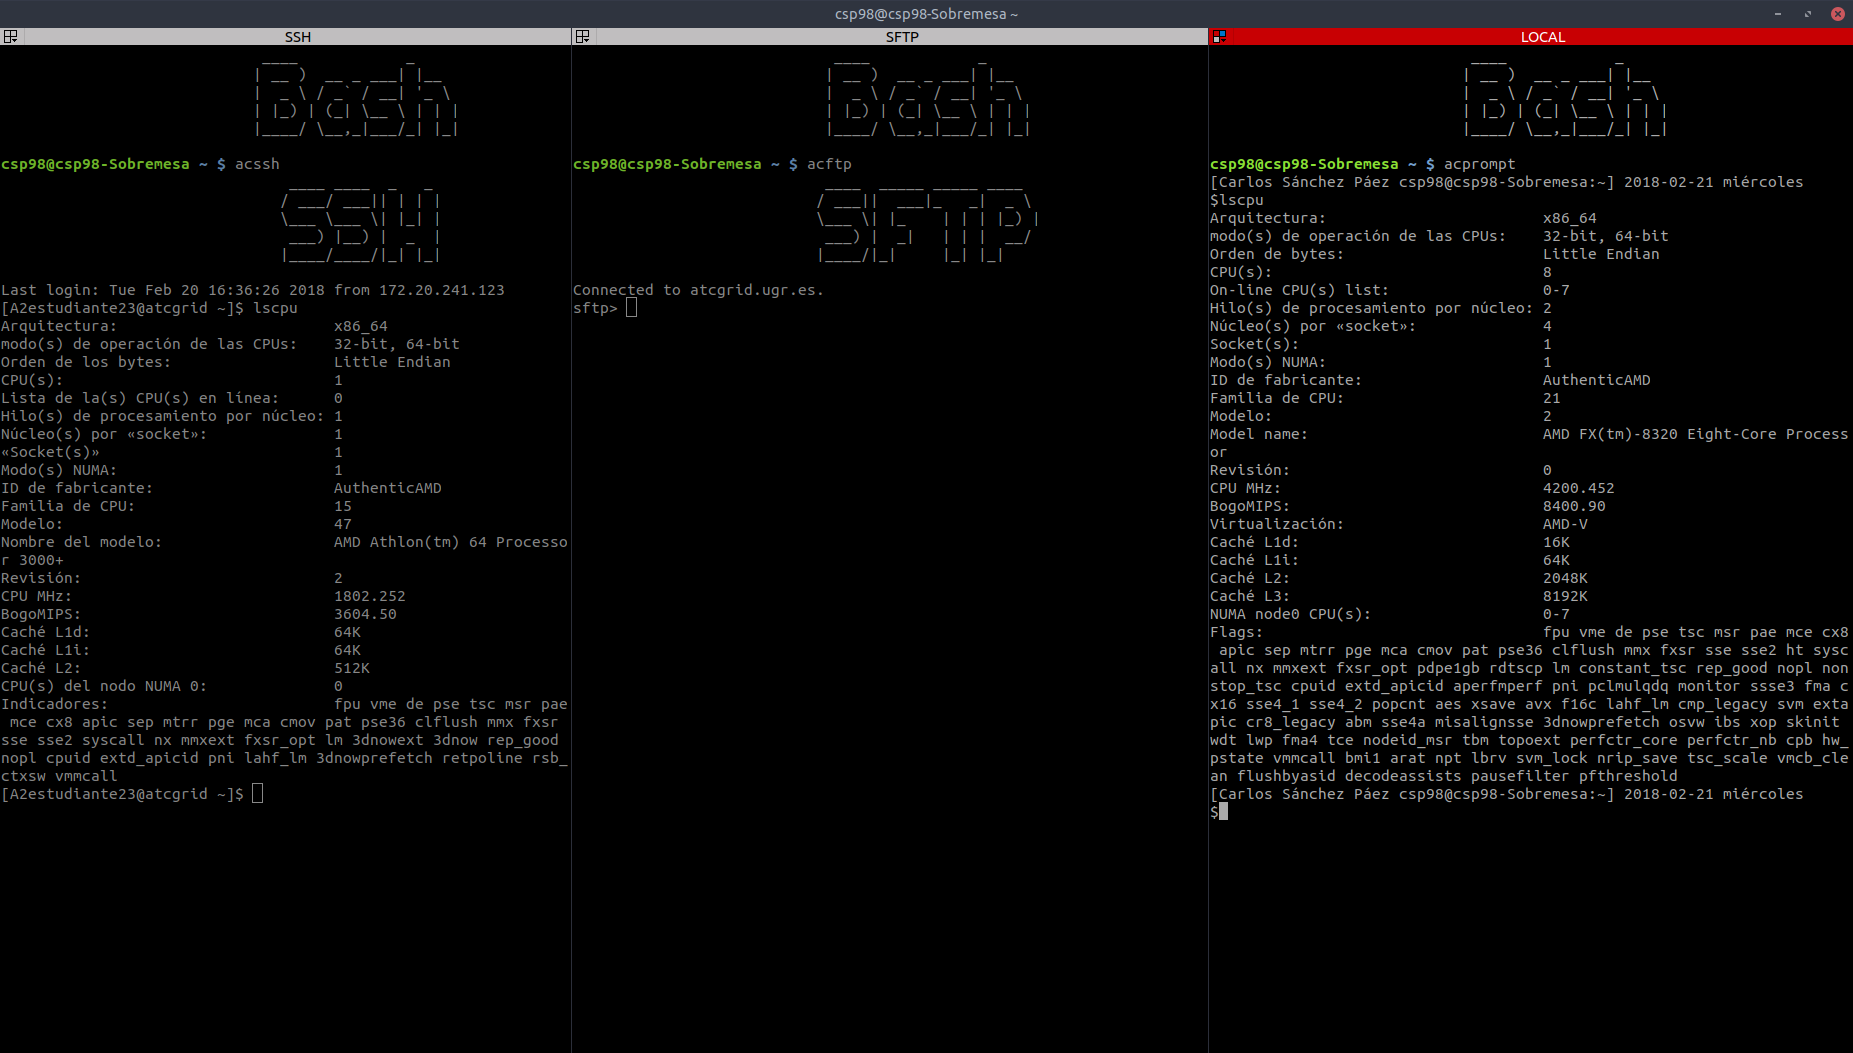 csp98@csp98-Sobremesa ~
SSH
csp98@csp98-Sobremesa ~ $ acssh
Last login: Tue Feb 20 16:36:26 2018 from 172.20.241.123
[A2estudiante23@atcgrid ~]$ lscpu
Arquitectura:                        x86_64
modo(s) de operación de las CPUs:    32-bit, 64-bit
Orden de los bytes:                  Little Endian
CPU(s):                              1
Lista de la(s) CPU(s) en línea:      0
Hilo(s) de procesamiento por núcleo: 1
Núcleo(s) por «socket»:              1
«Socket(s)»                          1
Modo(s) NUMA:                        1
ID de fabricante:                    AuthenticAMD
Familia de CPU:                      15
Modelo:                              47
Nombre del modelo:                   AMD Athlon(tm) 64 Processo
r 3000+
Revisión:                            2
CPU MHz:                             1802.252
BogoMIPS:                            3604.50
Caché L1d:                           64K
Caché L1i:                           64K
Caché L2:                            512K
CPU(s) del nodo NUMA 0:              0
Indicadores:                         fpu vme de pse tsc msr pae
 mce cx8 apic sep mtrr pge mca cmov pat pse36 clflush mmx fxsr
sse sse2 syscall nx mmxext fxsr_opt lm 3dnowext 3dnow rep_good
nopl cpuid extd_apicid pni lahf_lm 3dnowprefetch retpoline rsb_
ctxsw vmmcall
[A2estudiante23@atcgrid ~]$
SFTP
csp98@csp98-Sobremesa ~ $ acftp
Connected to atcgrid.ugr.es.
sftp>
LOCAL
csp98@csp98-Sobremesa ~ $ acprompt
[Carlos Sánchez Páez csp98@csp98-Sobremesa:~] 2018-02-21 miércoles
$lscpu
Arquitectura:                        x86_64
modo(s) de operación de las CPUs:    32-bit, 64-bit
Orden de bytes:                      Little Endian
CPU(s):                              8
On-line CPU(s) list:                 0-7
Hilo(s) de procesamiento por núcleo: 2
Núcleo(s) por «socket»:              4
Socket(s):                           1
Modo(s) NUMA:                        1
ID de fabricante:                    AuthenticAMD
Familia de CPU:                      21
Modelo:                              2
Model name:                          AMD FX(tm)-8320 Eight-Core Process
or
Revisión:                            0
CPU MHz:                             4200.452
BogoMIPS:                            8400.90
Virtualización:                      AMD-V
Caché L1d:                           16K
Caché L1i:                           64K
Caché L2:                            2048K
Caché L3:                            8192K
NUMA node0 CPU(s):                   0-7
Flags:                               fpu vme de pse tsc msr pae mce cx8
 apic sep mtrr pge mca cmov pat pse36 clflush mmx fxsr sse sse2 ht sysc
all nx mmxext fxsr_opt pdpe1gb rdtscp lm constant_tsc rep_good nopl non
stop_tsc cpuid extd_apicid aperfmperf pni pclmulqdq monitor ssse3 fma c
x16 sse4_1 sse4_2 popcnt aes xsave avx f16c lahf_lm cmp_legacy svm exta
pic cr8_legacy abm sse4a misalignsse 3dnowprefetch osvw ibs xop skinit
wdt lwp fma4 tce nodeid_msr tbm topoext perfctr_core perfctr_nb cpb hw_
pstate vmmcall bmi1 arat npt lbrv svm_lock nrip_save tsc_scale vmcb_cle
an flushbyasid decodeassists pausefilter pfthreshold
[Carlos Sánchez Páez csp98@csp98-Sobremesa:~] 2018-02-21 miércoles
$